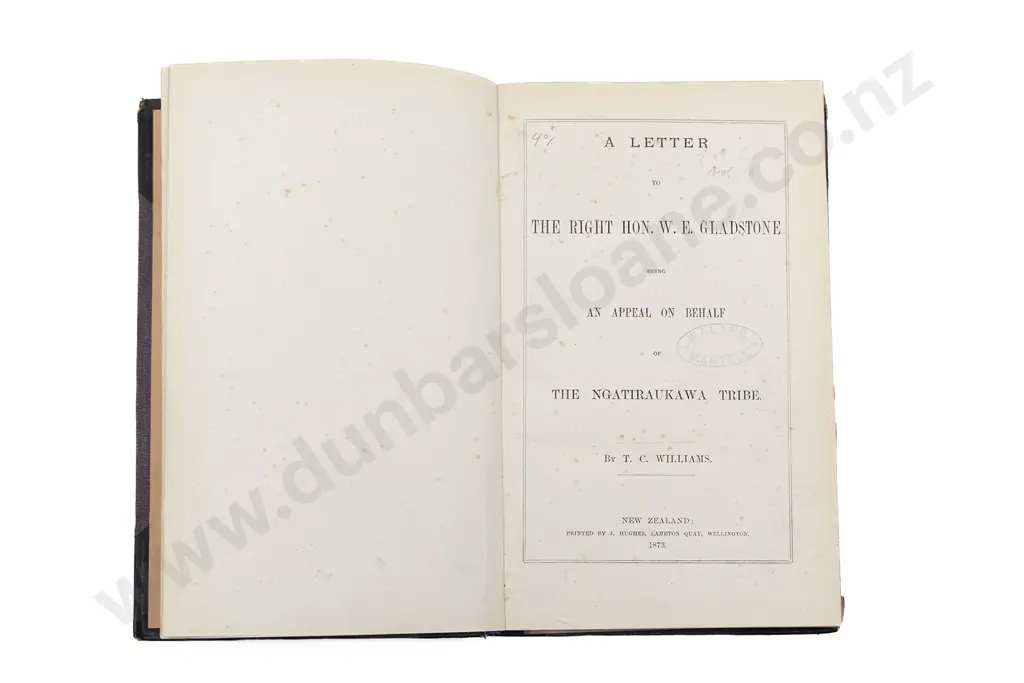 A LETTER
TO
THE RIGHT HON. W. E. GLADSTONE
BEING
AN APPEAL ON BEHALF
OF
THE NGATIRAUKAWA TRIBE.
BY T. C. WILLIAMS.
NEW ZEALAND:
PRINTED BY J. HUGHES, LAMBTON QUAY, WELLINGTON.
1873.
www.dunbarsloane.co.nz